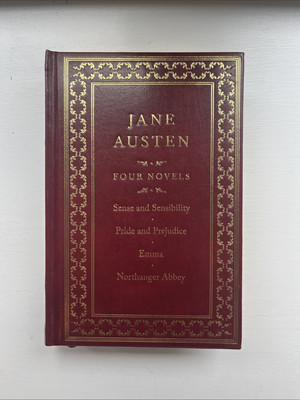 JANE
AUSTEN
FOUR NOVELS
Sense and Sensibility
Pride and Prejudice
Emma
Northanger Abbey